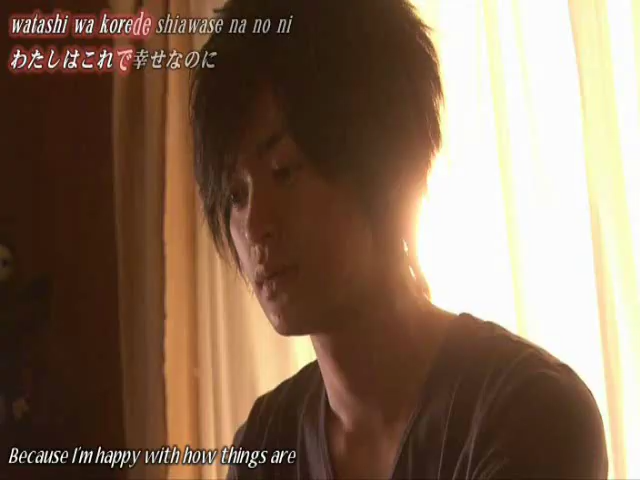 watashi wa korede shiawase na no ni
わたしはこれで幸せなのに
Because I'm happy with how things are